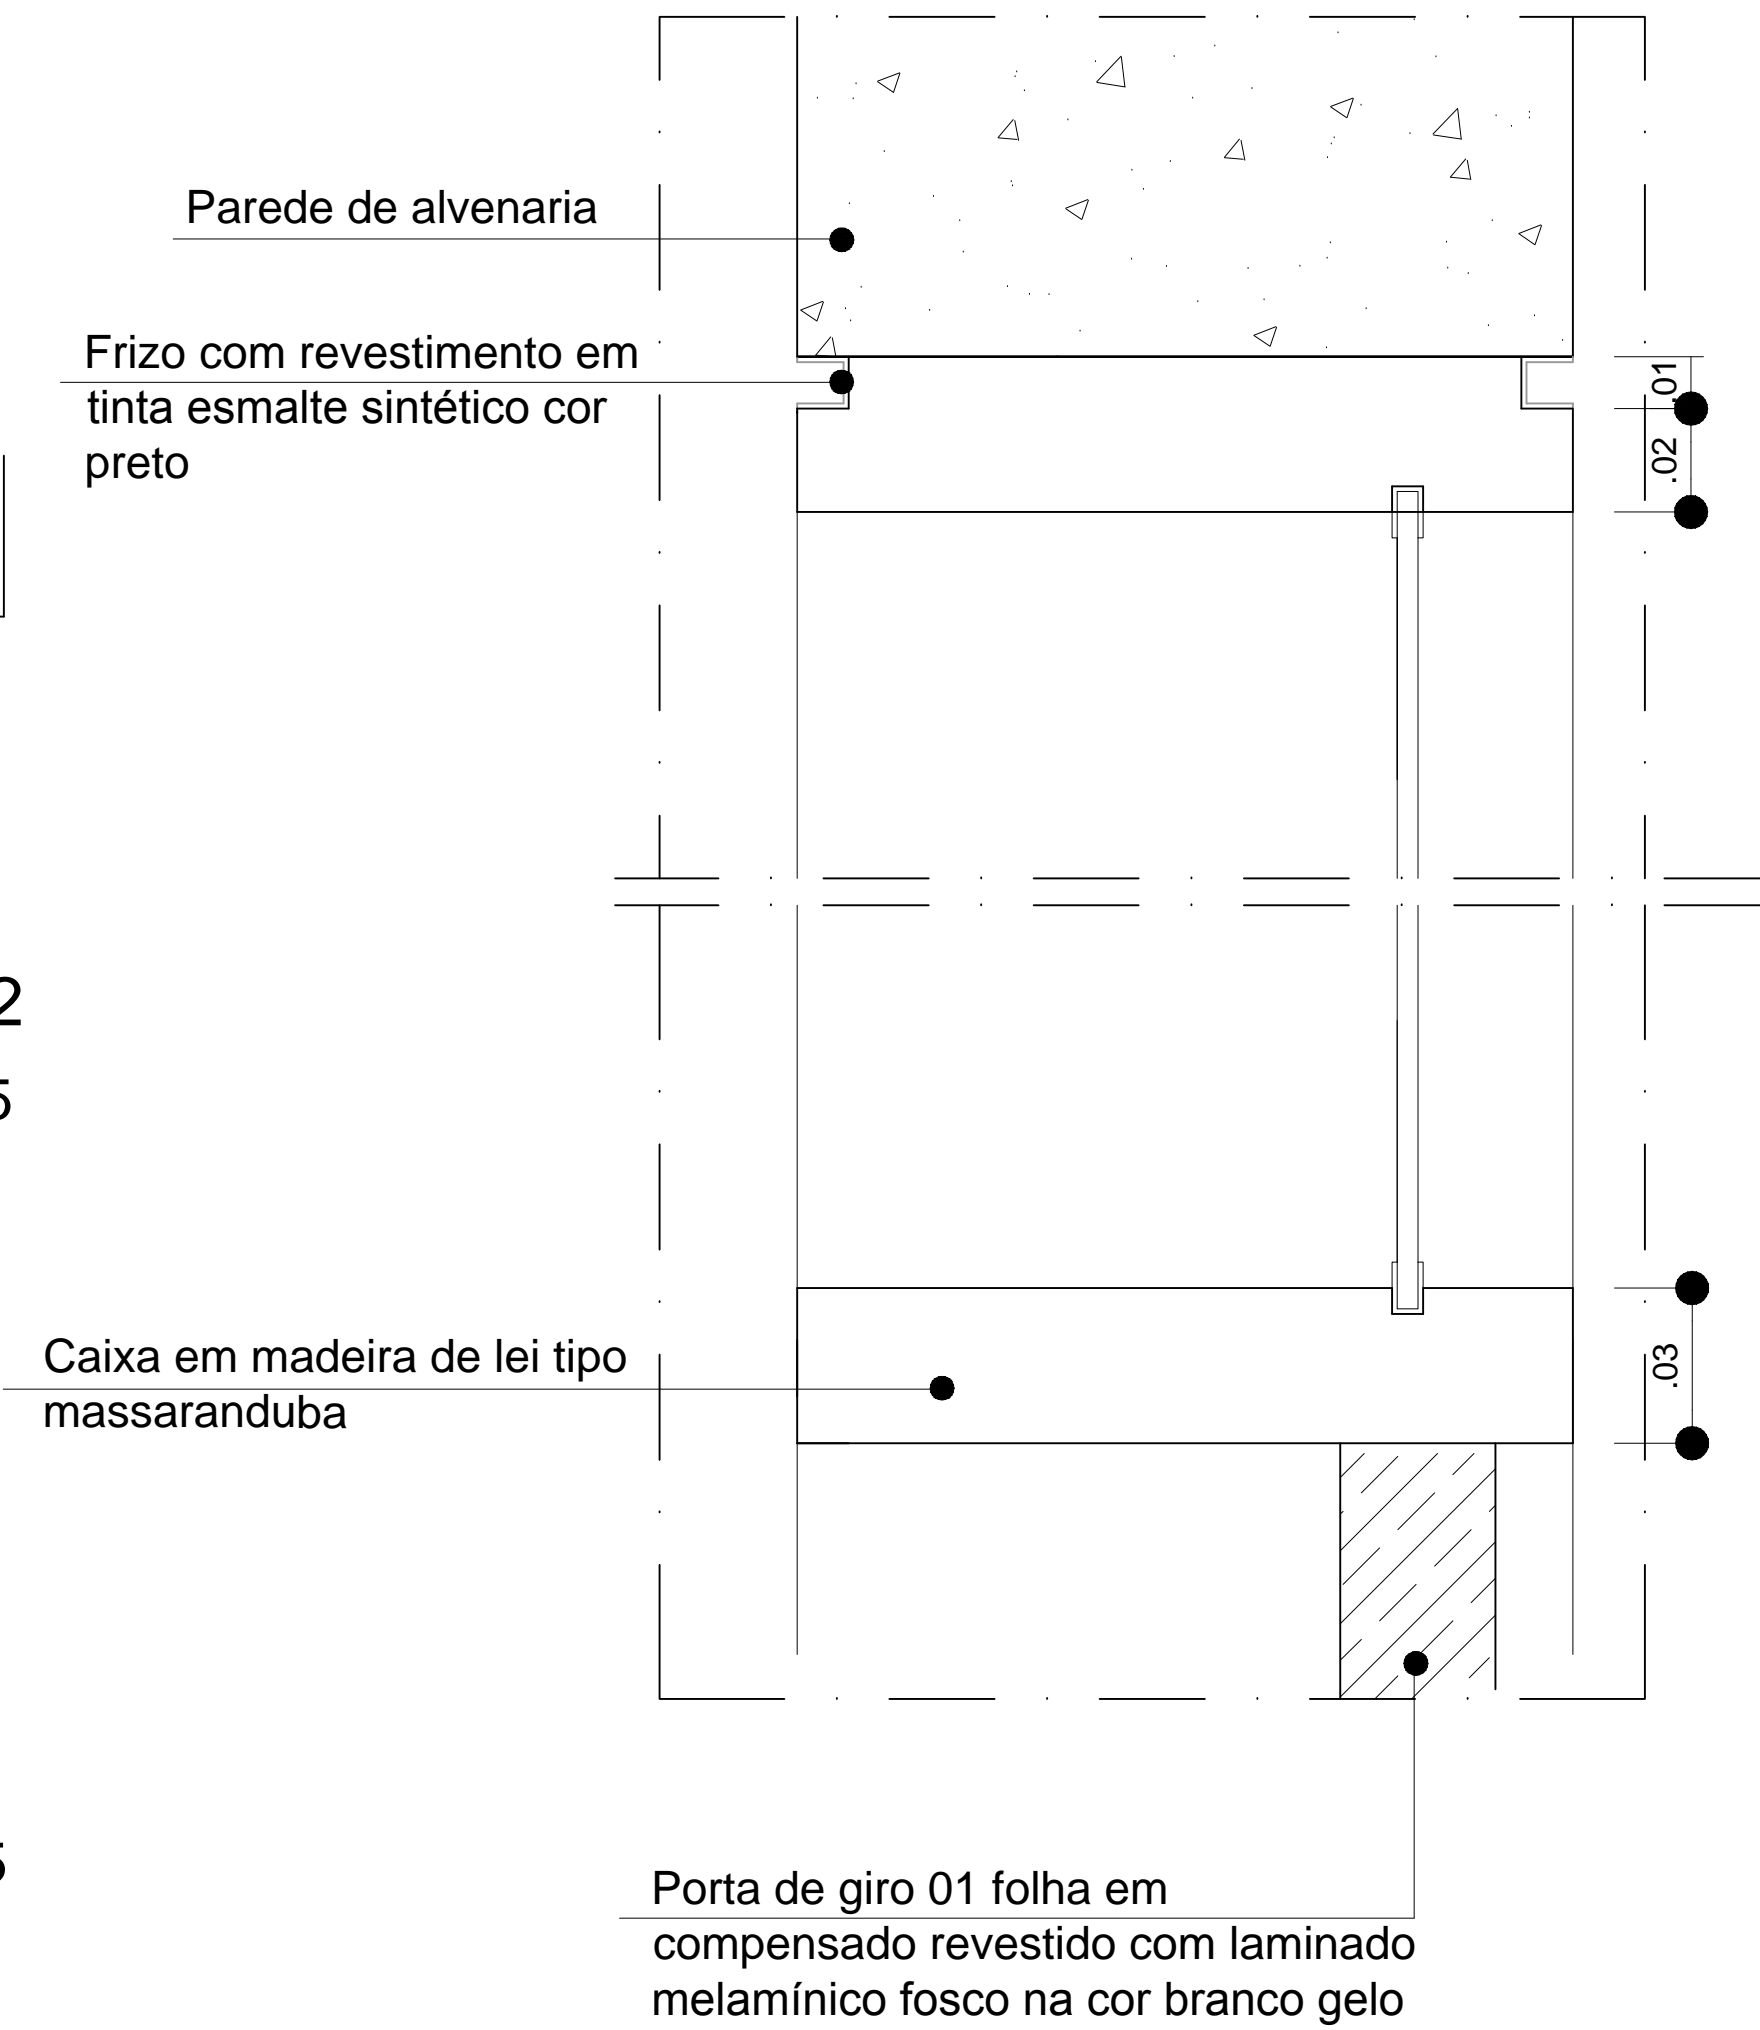 Parede de alvenaria
Frizo com revestimento em
tinta esmalte sintético cor
preto
.01
.02
2
5
Caixa em madeira de lei tipo
massaranduba
.03
5
Porta de giro 01 folha em
compensado revestido com laminado
melamínico fosco na cor branco gelo